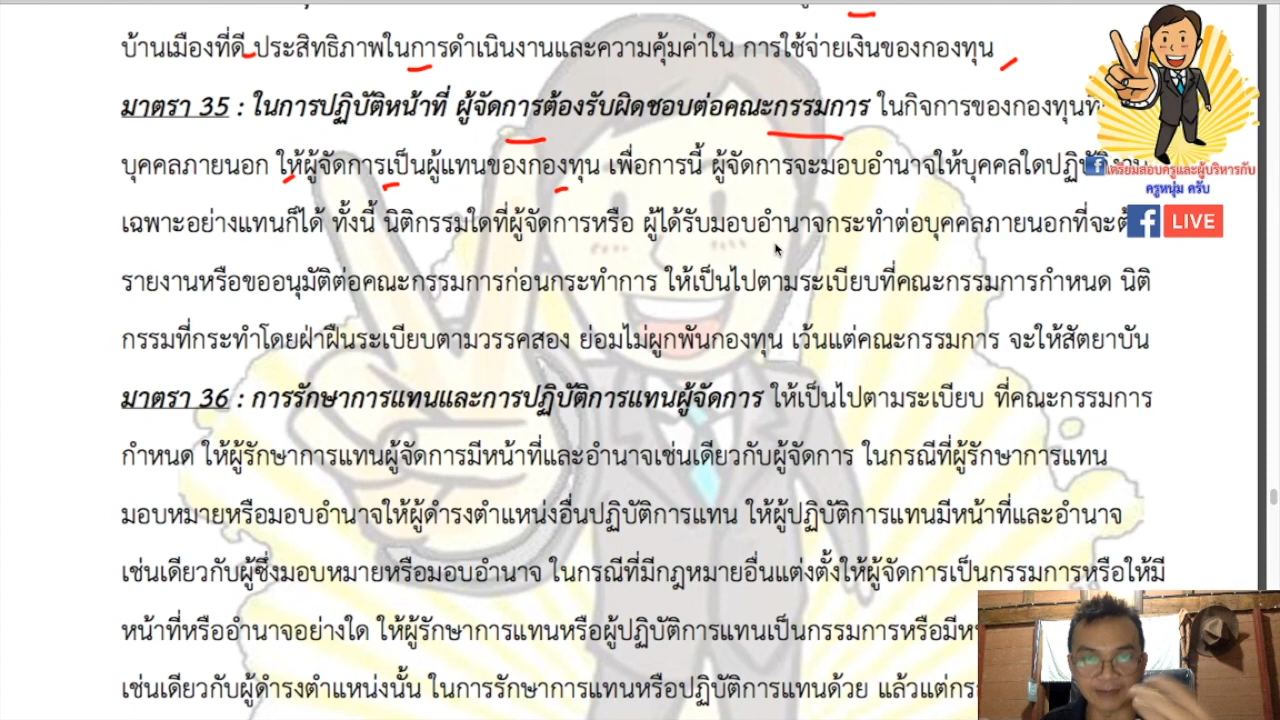 บ้านเมืองที่ดี ประสิทธิภาพในการดำเนินงานและความคุ้มค่าใน การใช้จ่ายเงินของกองทุน
มาตรา 35 : ในการปฏิบัติหน้าที่ ผู้จัดการต้องรับผิดชอบต่อคณะกรรมการ ในกิจการของกองทุน
บุคคลภายนอก ให้ผู้จัดการเป็นผู้แทนของกองทุน เพื่อการนี้ ผู้จัดการจะมอบอำนาจให้บุคคลใด
เฉพาะอย่างแทนก็ได้ ทั้งนี้ นิติกรรมใดที่ผู้จัดการหรือ ผู้ได้รับมอบอำนาจกระทำต่อบุคคลภายนอกที่จะ
รายงานหรือขออนุมัติต่อคณะกรรมการก่อนกระทำการ ให้เป็นไปตามระเบียบที่คณะกรรมการกำหนด นิติ
กรรมที่กระทำโดยฝ่าฝืนระเบียบตามวรรคสอง ย่อมไม่ผูกพันกองทุน เว้นแต่คณะกรรมการ จะให้สัตยาบัน
มาตรา 36 : การรักษาการแทนและการปฏิบัติการแทนผู้จัดการ ให้เป็นไปตามระเบียบ ที่คณะกรรมการ
กำหนด ให้ผู้รักษาการแทนผู้จัดการมีหน้าที่และอำนาจเช่นเดียวกับผู้จัดการ ในกรณีที่ผู้รักษาการแทน
มอบหมายหรือมอบอำนาจให้ผู้ดำรงตำแหน่งอื่นปฏิบัติการแทน ให้ผู้ปฏิบัติการแทนมีหน้าที่และอำนาจ
เช่นเดียวกับผู้ซึ่งมอบหมายหรือมอบอำนาจ ในกรณีที่มีกฎหมายอื่นแต่งตั้งให้ผู้จัดการเป็นกรรมการหรือให้มี
หน้าที่หรืออำนาจอย่างใด ให้ผู้รักษาการแทนหรือผู้ปฏิบัติการแทนเป็นกรรมการหรือ
เช่นเดียวกับผู้ดำรงตำแหน่งนั้น ในการรักษาการแทนหรือปฏิบัติการแทนด้วย แล้วแต่
เตรียมสอบครูและผู้บริหารกับ
ครูหนุ่ม ครับ
f LIVE